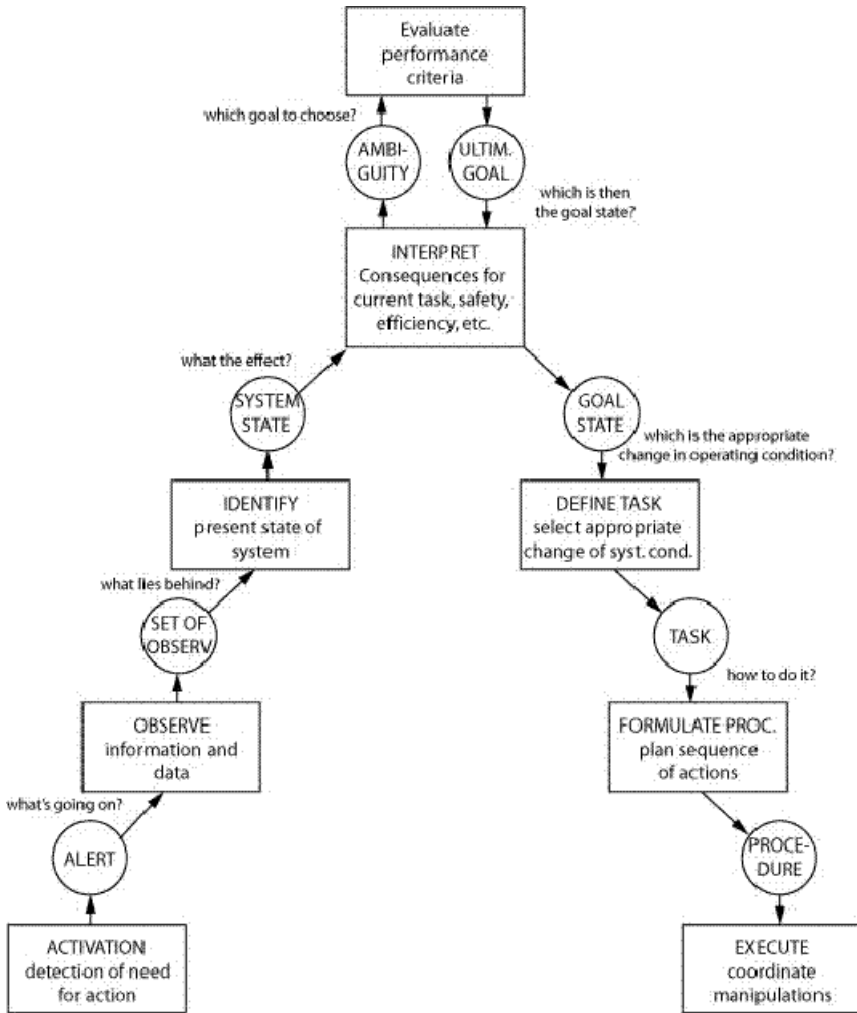 Evaluate
performance
criteria
which goal to choose?
AMBI-
GUITY
ULTIM.
GOAL
which is then
the goal state?
INTERPRET
Consequences for
current task, safety,
efficiency, etc.
what the effect?
SYSTEM
STATE
GOAL
STATE
which is the appropriate
change in operating condition?
IDENTIFY
present state of
system
DEFINE TASK
select appropriate
change of syst. cond.
what lies behind?
SET OF
OBSERV
TASK
how to do it?
OBSERVE
information and
data
FORMULATE PROC.
plan sequence
of actions
what's going on?
ALERT
PROCE-
DURE
ACTIVATION
detection of need
for action
EXECUTE
coordinate
manipulations